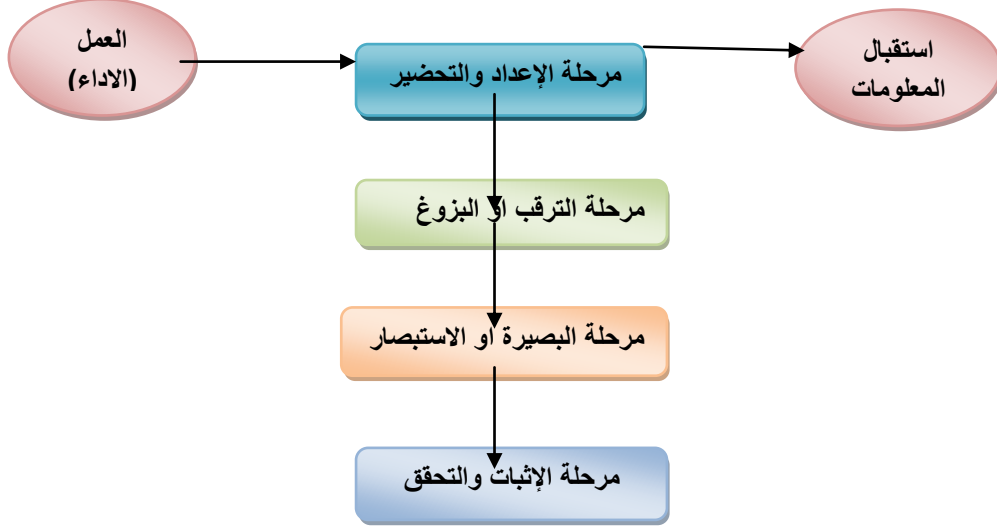 العمل
(الاداء)
مرحلة الإعداد والتحضير
استقبال
المعلومات
مرحلة الترقب او البزوغ
مرحلة البصيرة او الاستبصار
مرحلة الإثبات والتحقق